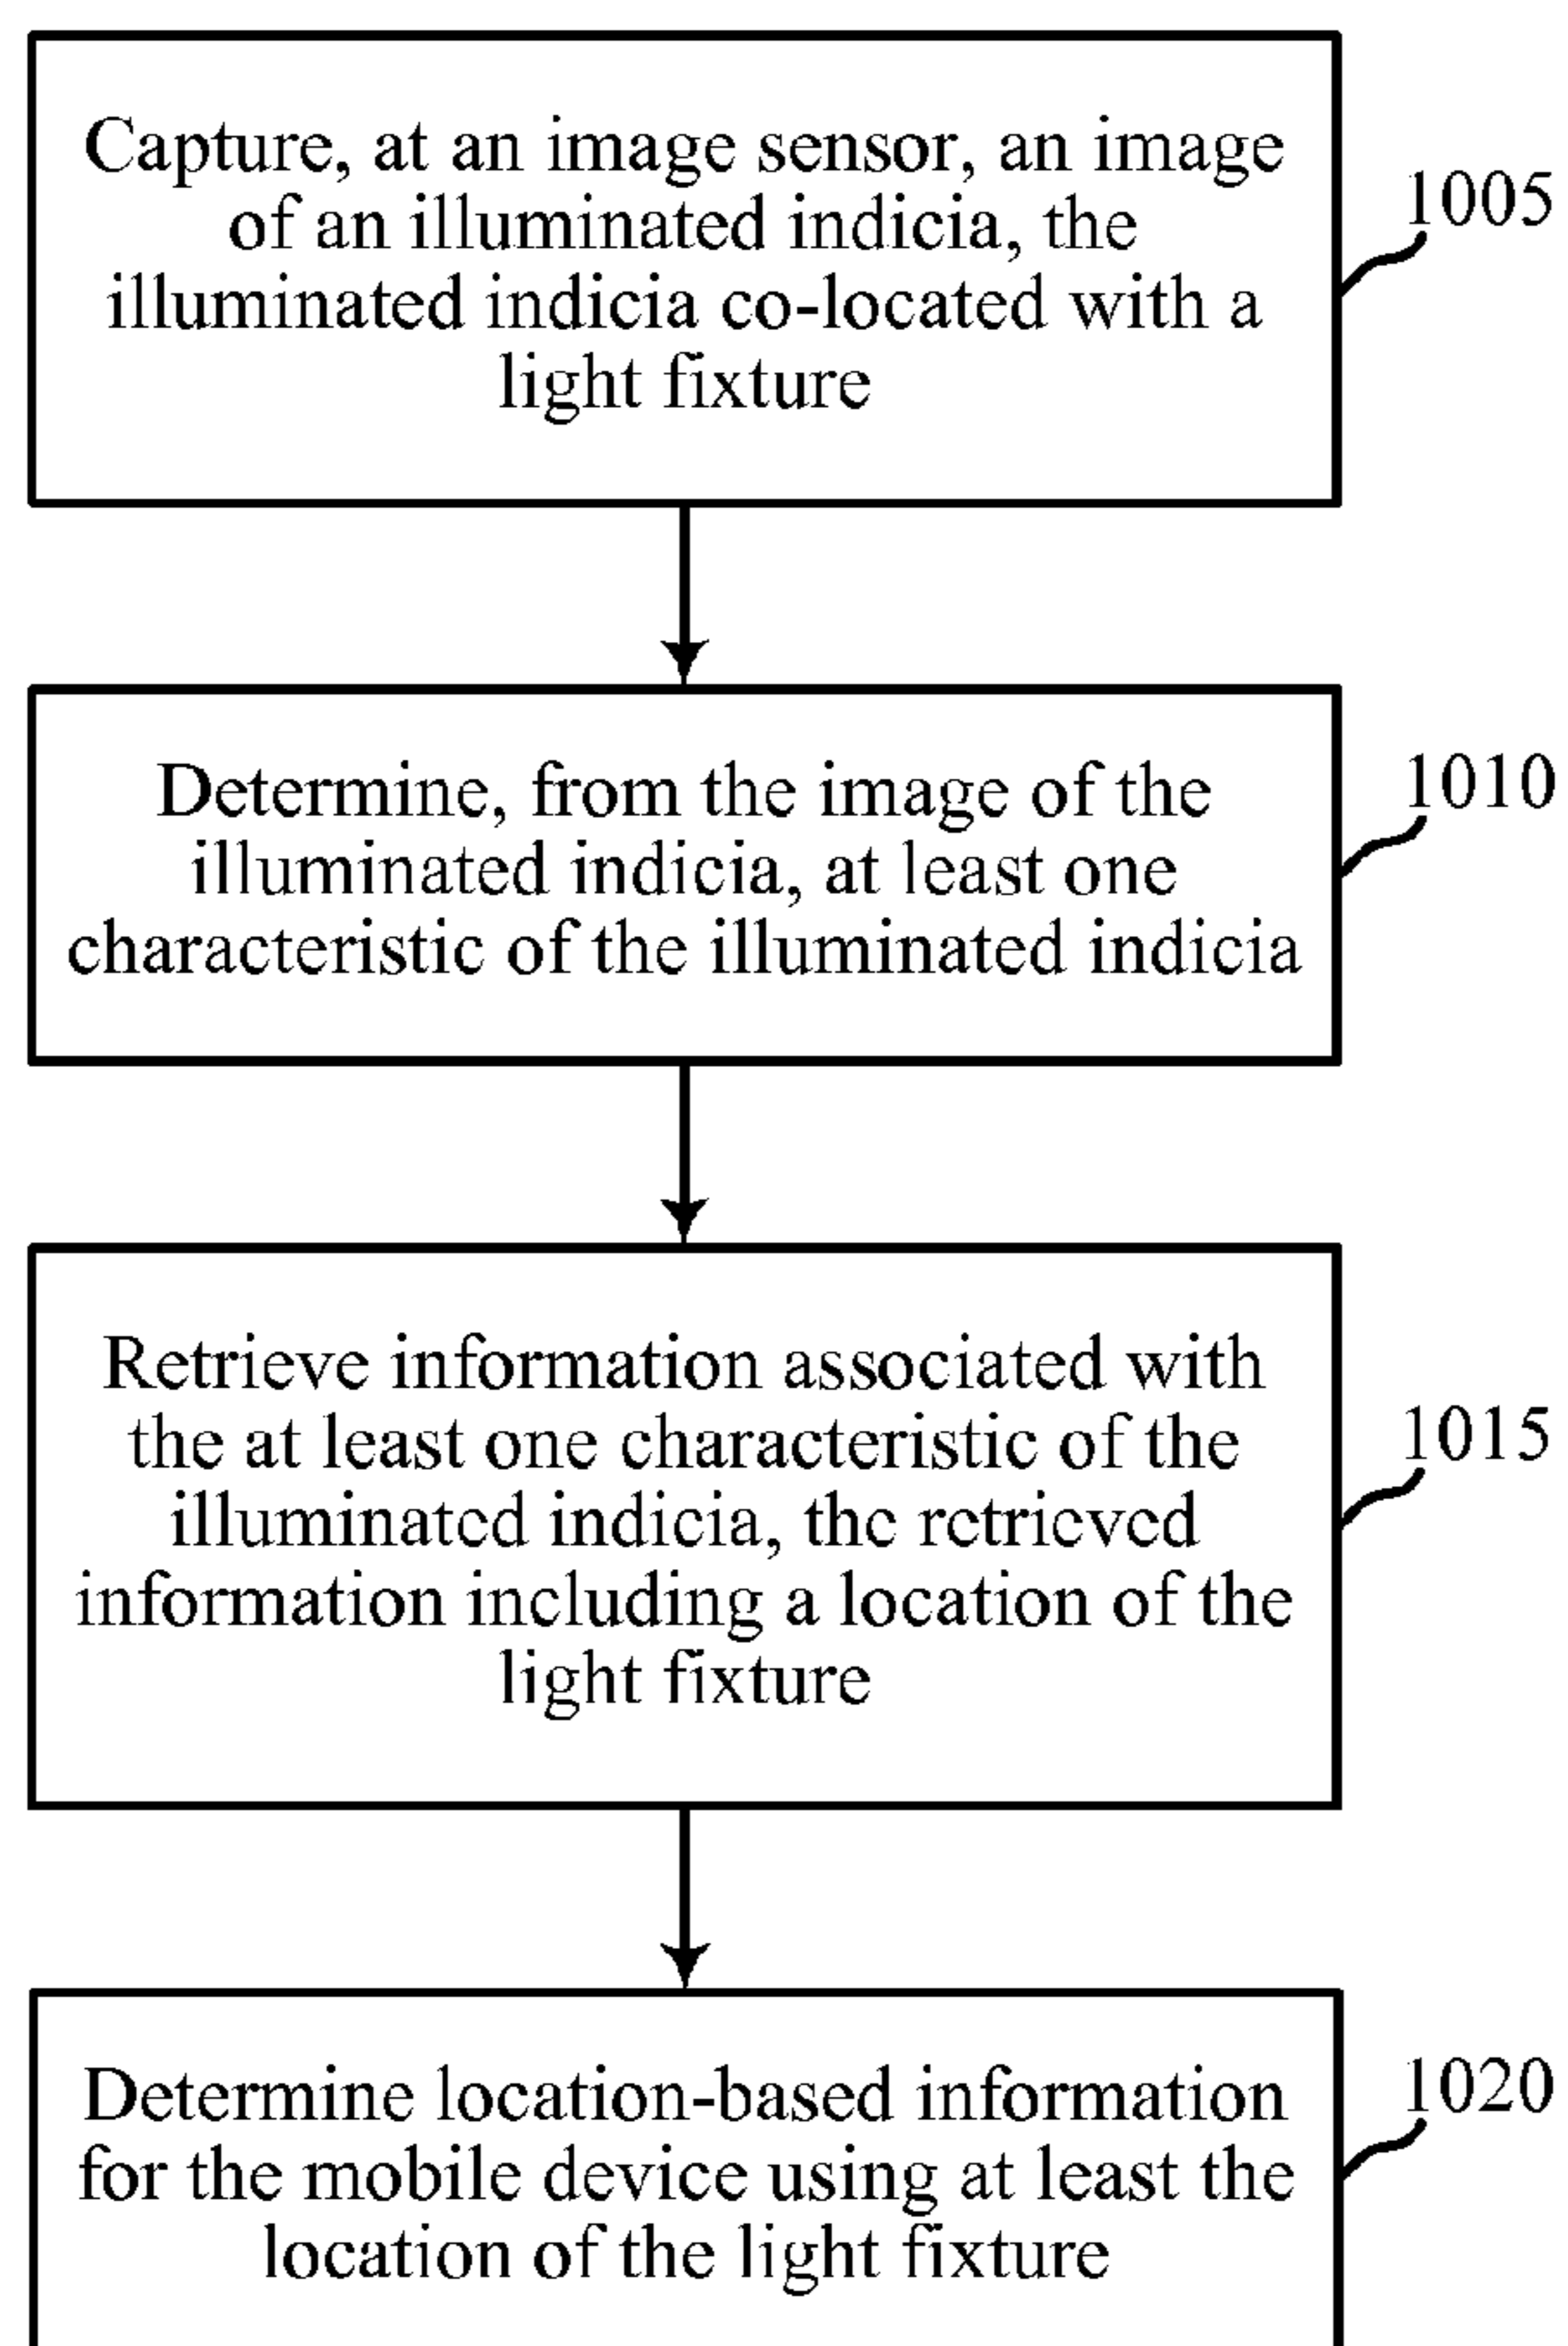 Capture, at an image sensor, an image
of an illuminated indicia, the
illuminated indicia co-located with a
light fixture
1005
Determine, from the image of the
illuminated indicia, at least one
characteristic of the illuminated indicia
1010
Retrieve information associated with
the at least one characteristic of the
illuminated indicia, the retrieved
information including a location of the
light fixture
1015
Determine location-based information
for the mobile device using at least the
location of the light fixture
1020